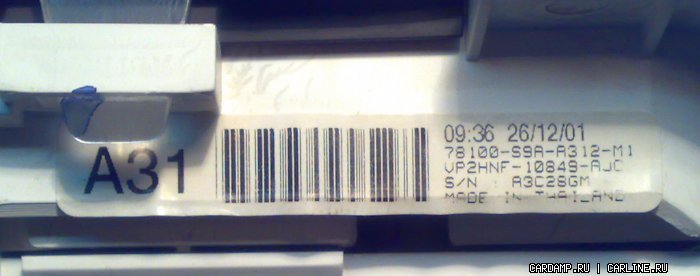 A31
09:36 26/12/01
78100-S9A-A312-M1
VP2HNF-10849-AJC
S/N : A3C28GM
MADE IN THAILAND
CARDAMP.RU | CARLINE.RU